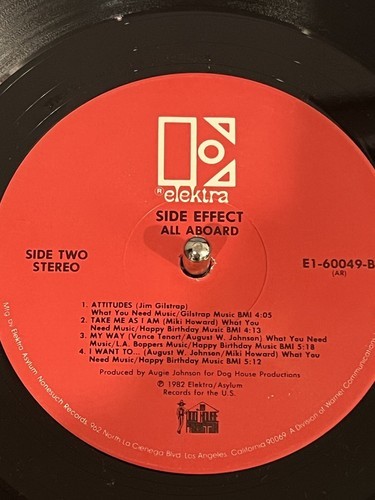 ® elektra
SIDE EFFECT
ALL ABOARD
SIDE TWO
STEREO
E1-60049-B
(AR)
1. ATTITUDES (Jim Gilstrap)
What You Need Music/Gilstrap Music BMI 4:05
2. TAKE ME AS I AM (Miki Howard) What You
Need Music/Happy Birthday Music BMI 4:13
3. MY WAY (Vance Tenort/August W. Johnson) What You Need
Music/L.A. Boppers Music/Happy Birthday Music BMI 5:18
4. I WANT TO... (August W. Johnson/Miki Howard) What You
Need Music/Happy Birthday Music BMI 5:12
Produced by Augie Johnson for Dog House Productions
© 1982 Elektra/Asylum
Records for the U.S.
DOG HOUSE
PRODUCTIONS
Mfg. by Elektra/Asylum/Nonesuch Records, 962 North La Cienega Blvd. Los Angeles, California 90069. A Division of Warner Communications